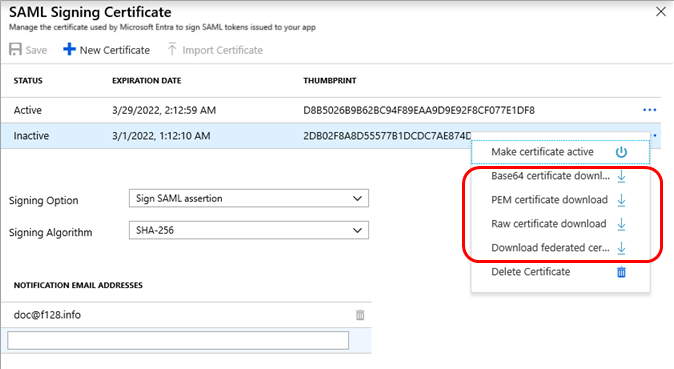 SAML Signing Certificate
Manage the certificate used by Microsoft Entra to sign SAML tokens issued to your app
Save New Certificate Import Certificate
STATUS EXPIRATION DATE THUMBPRINT
Active 3/29/2022, 2:12:59 AM D8B5026B9B62BC94F89EAA9D9E92F8CF077E1DF8
Inactive 3/1/2022, 1:12:10 AM 2DB02F8A8D55577B1DCDC7AE874D
Make certificate active
Base64 certificate downl...
PEM certificate download
Raw certificate download
Download federated cer...
Delete Certificate
Signing Option Sign SAML assertion
Signing Algorithm SHA-256
NOTIFICATION EMAIL ADDRESSES
doc@f128.info